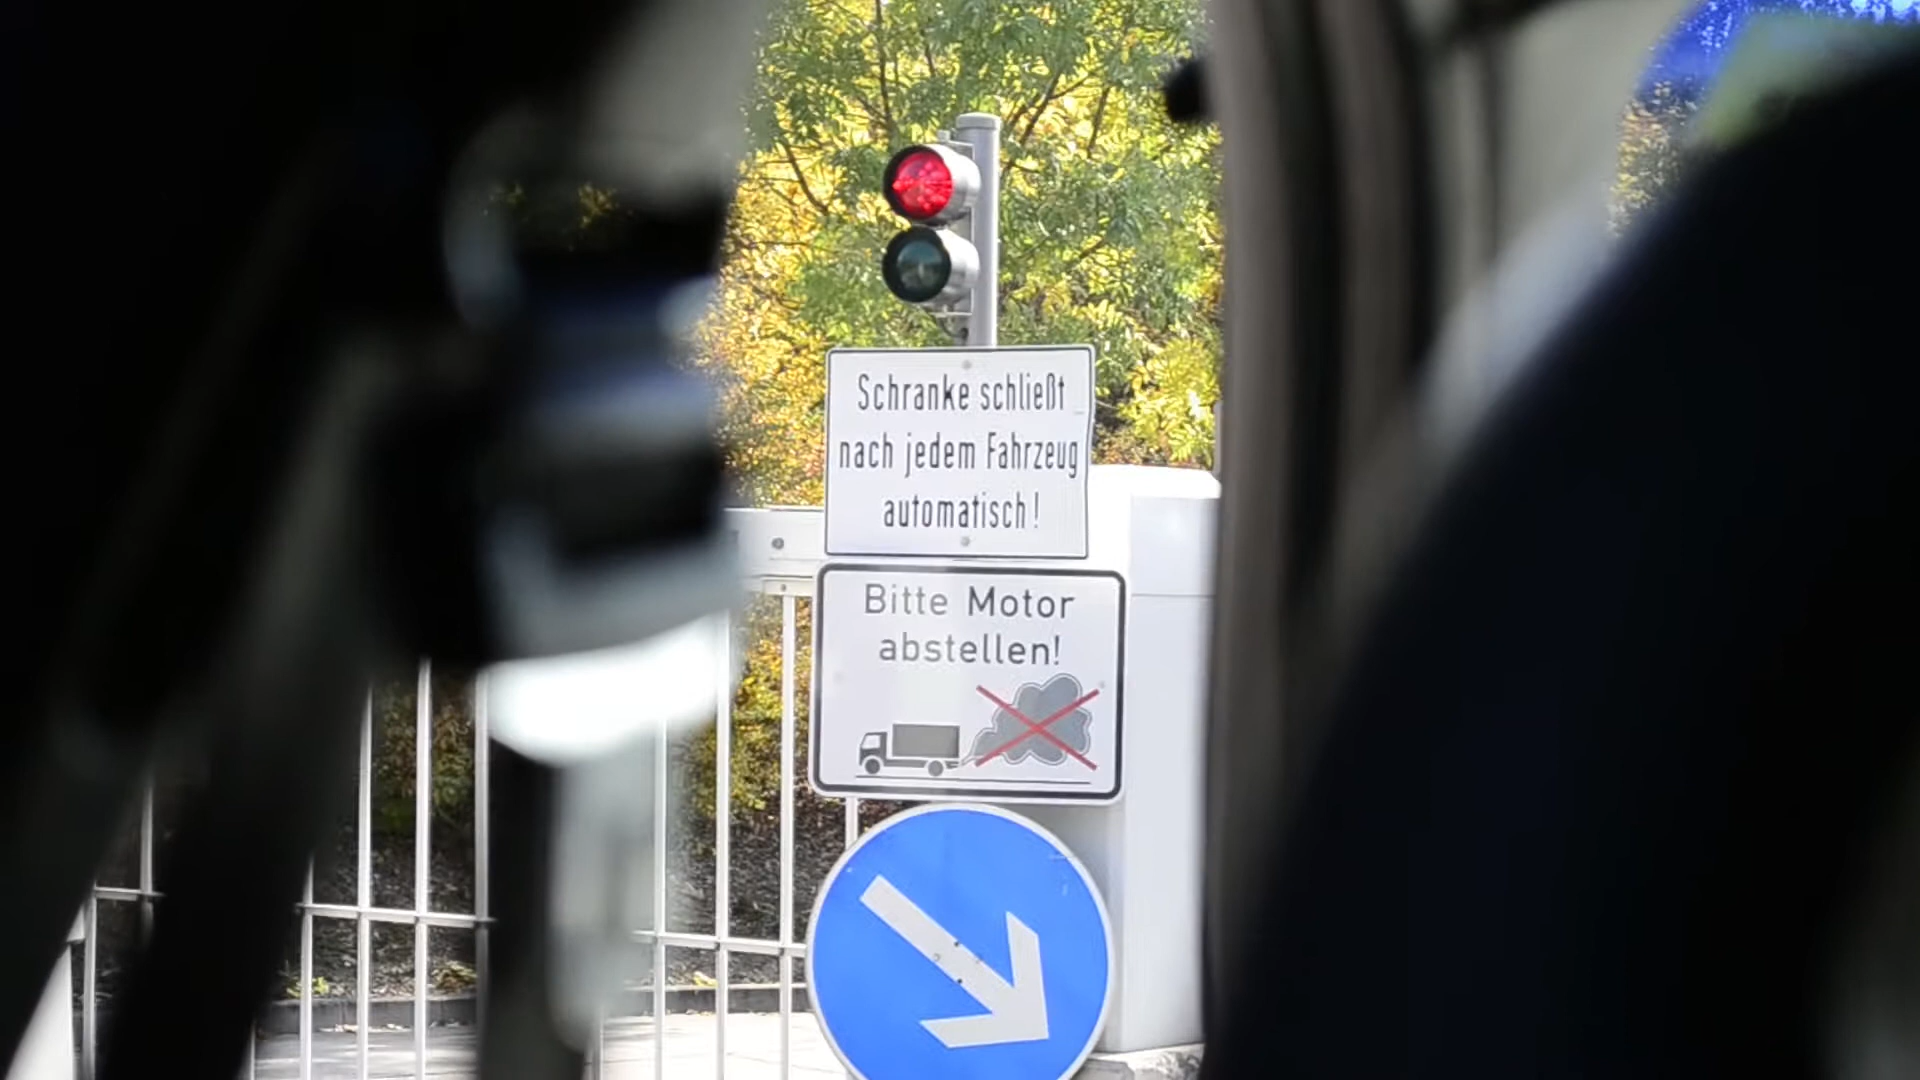 Schranke schließt
nach jedem Fahrzeug
automatisch!
Bitte Motor
abstellen!